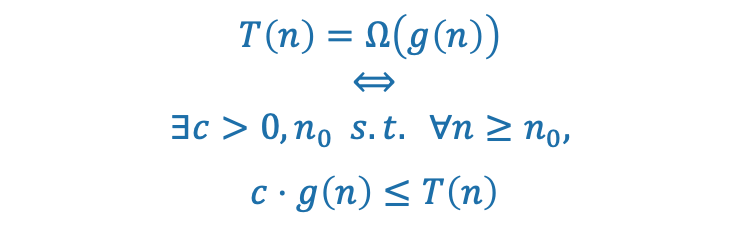 T(n) = Ω(g(n))
⟺
∃c > 0, n₀ s.t. ∀n ≥ n₀,
c · g(n) ≤ T(n)